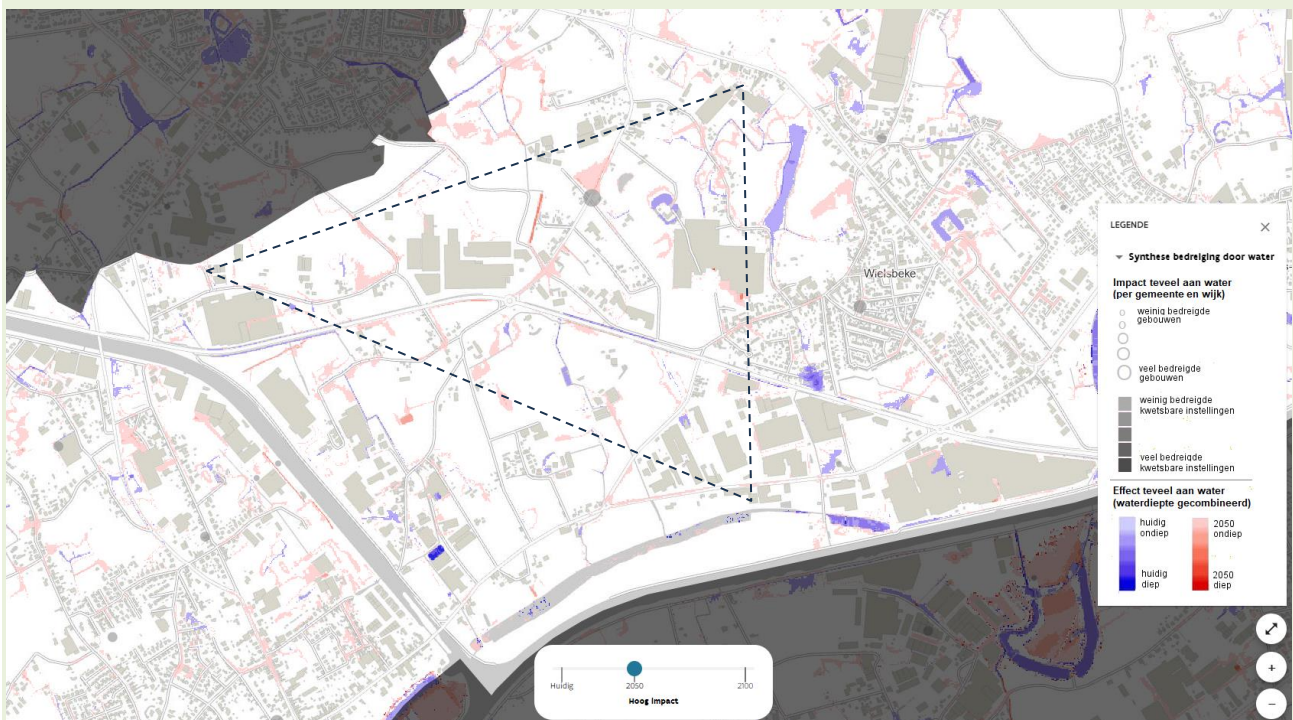 Wielsbeke
LEGENDE
Synthese bedreiging door water
Impact teveel aan water
(per gemeente en wijk)
weinig bedreigde
gebouwen
veel bedreigde
gebouwen
weinig bedreigde
kwetsbare instellingen
veel bedreigde
kwetsbare instellingen
Effect teveel aan water
(waterdiepte gecombineerd)
huidig
ondiep
2050
ondiep
huidig
diep
2050
diep
Huidig
2050
2100
Hoog impact